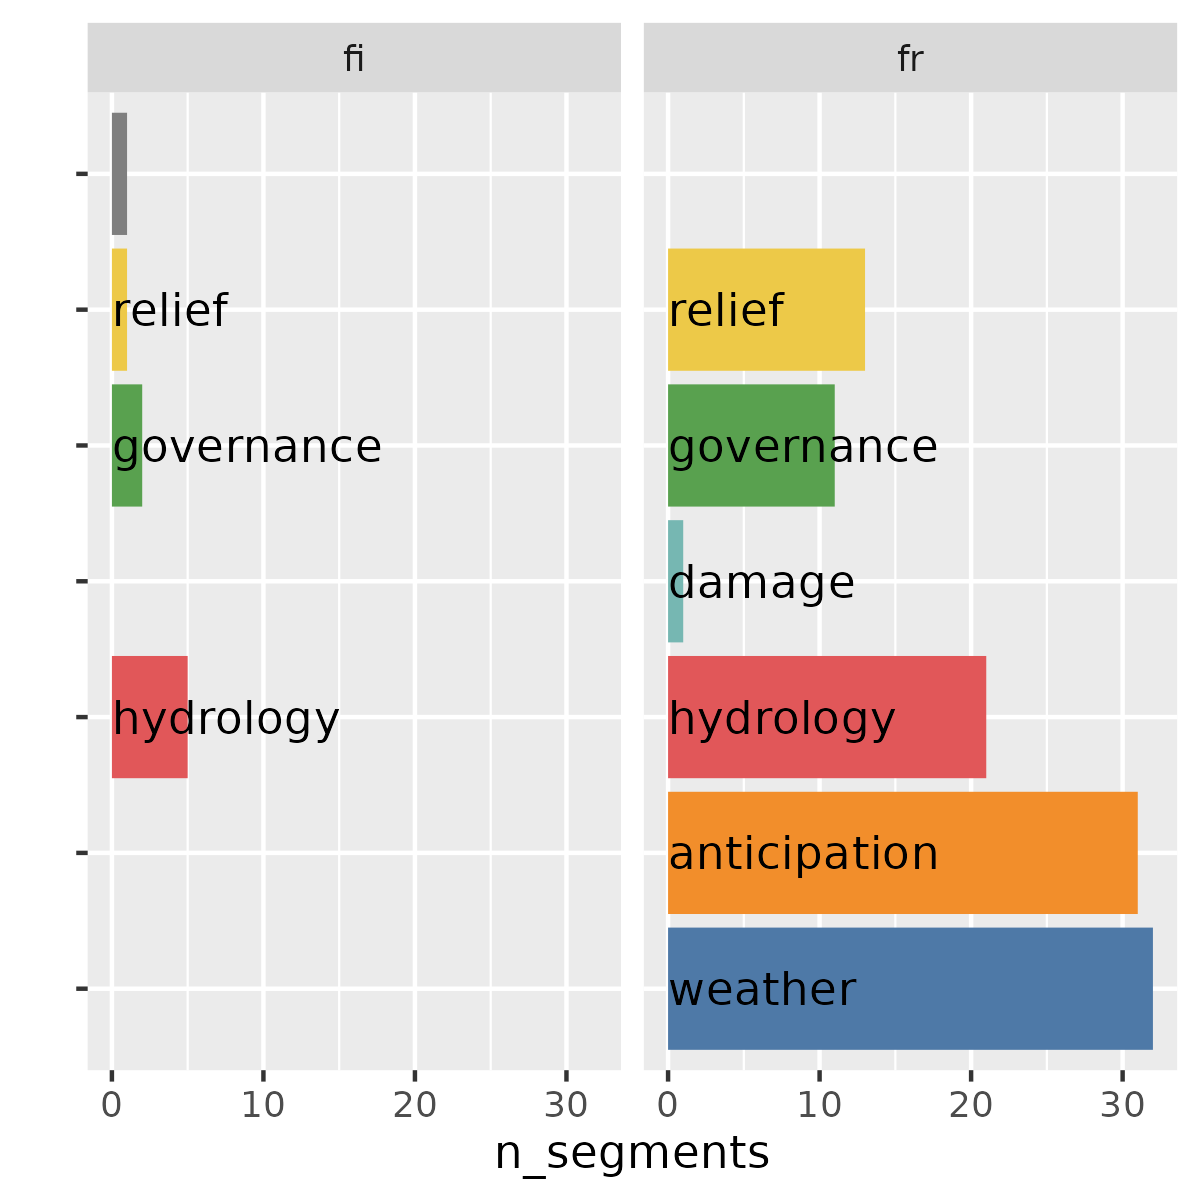 fi
fr
relief
relief
governance
governance
damage
hydrology
hydrology
anticipation
weather
0 10 20 30 0 10 20 30
n_segments